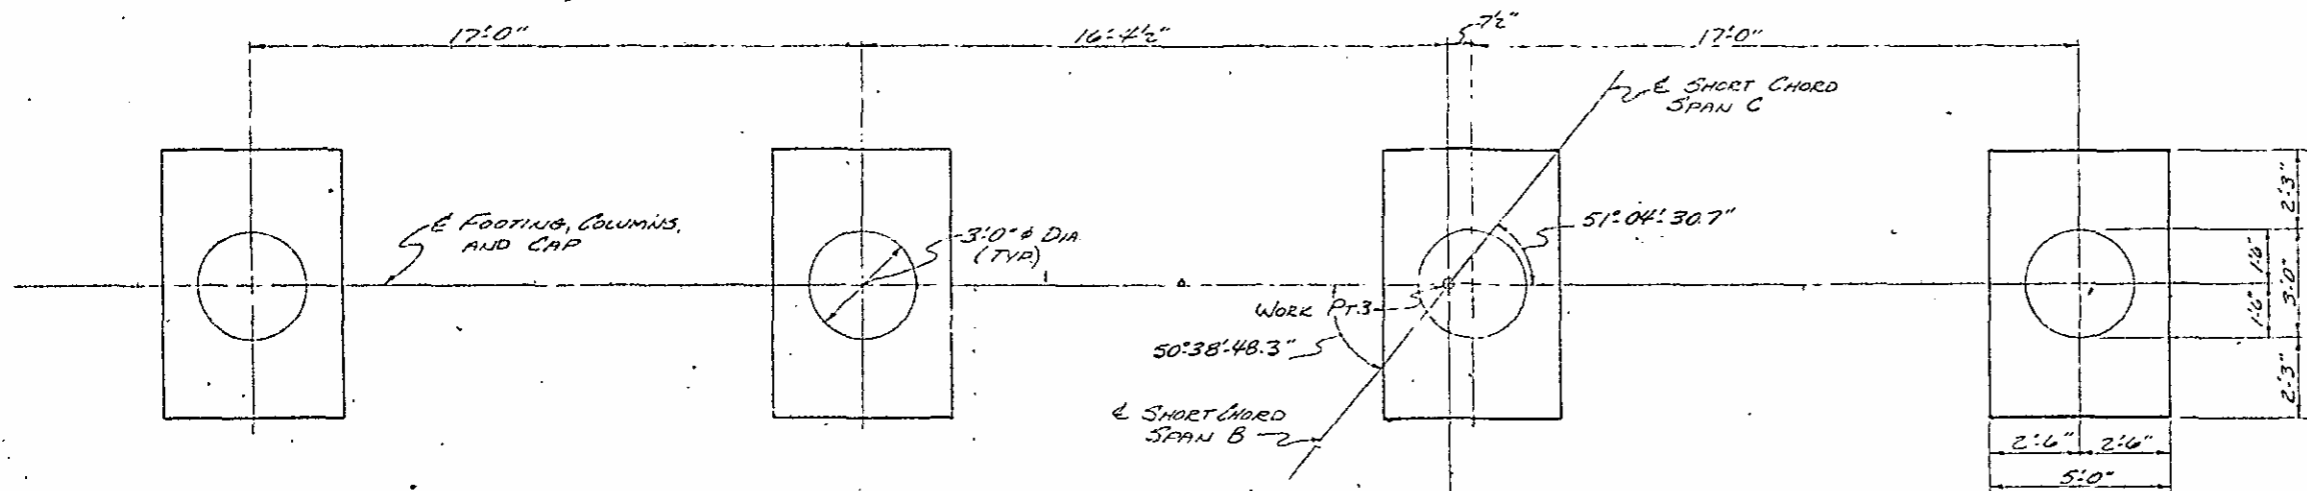 17'-0"
16'-4½"
7½"
17'-0"
℄ SHORT CHORD
SPAN C
℄ FOOTING, COLUMNS,
AND CAP
3'-0" ϕ DIA
(TYP.)
51°-04'-30.7"
WORK PT.3
50°-38'-48.3"
℄ SHORT CHORD
SPAN B
2'-3"
1'-6" 1'-6"
3'-0"
2'-3"
2'-6" 2'-6"
5'-0"